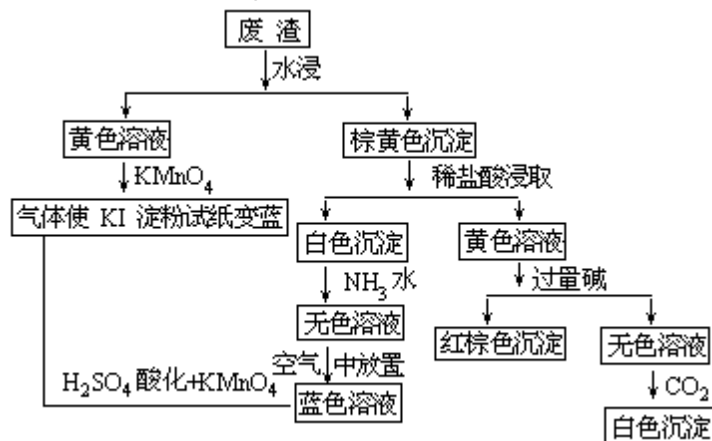 废 渣
水浸
黄色溶液
棕黄色沉淀
KMnO4
稀盐酸浸取
气体使 KI 淀粉试纸变蓝
白色沉淀
黄色溶液
NH3 水
过量碱
无色溶液
红棕色沉淀
无色溶液
空气
中放置
H2SO4 酸化+KMnO4
蓝色溶液
CO2
白色沉淀